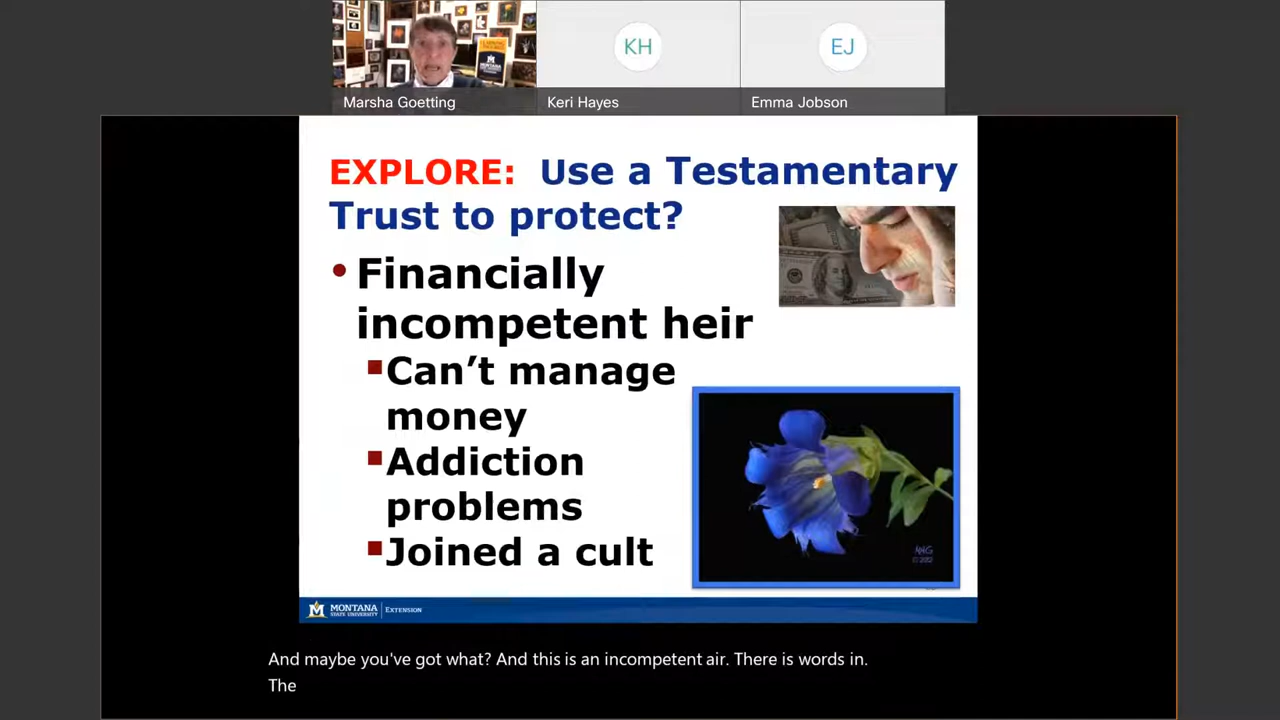 KH
EJ
Marsha Goetting
Keri Hayes
Emma Jobson
EXPLORE: Use a Testamentary
Trust to protect?
• Financially
incompetent heir
▪Can’t manage
money
▪Addiction
problems
▪Joined a cult
MONTANA
STATE UNIVERSITY
EXTENSION
And maybe you've got what? And this is an incompetent air. There is words in.
The